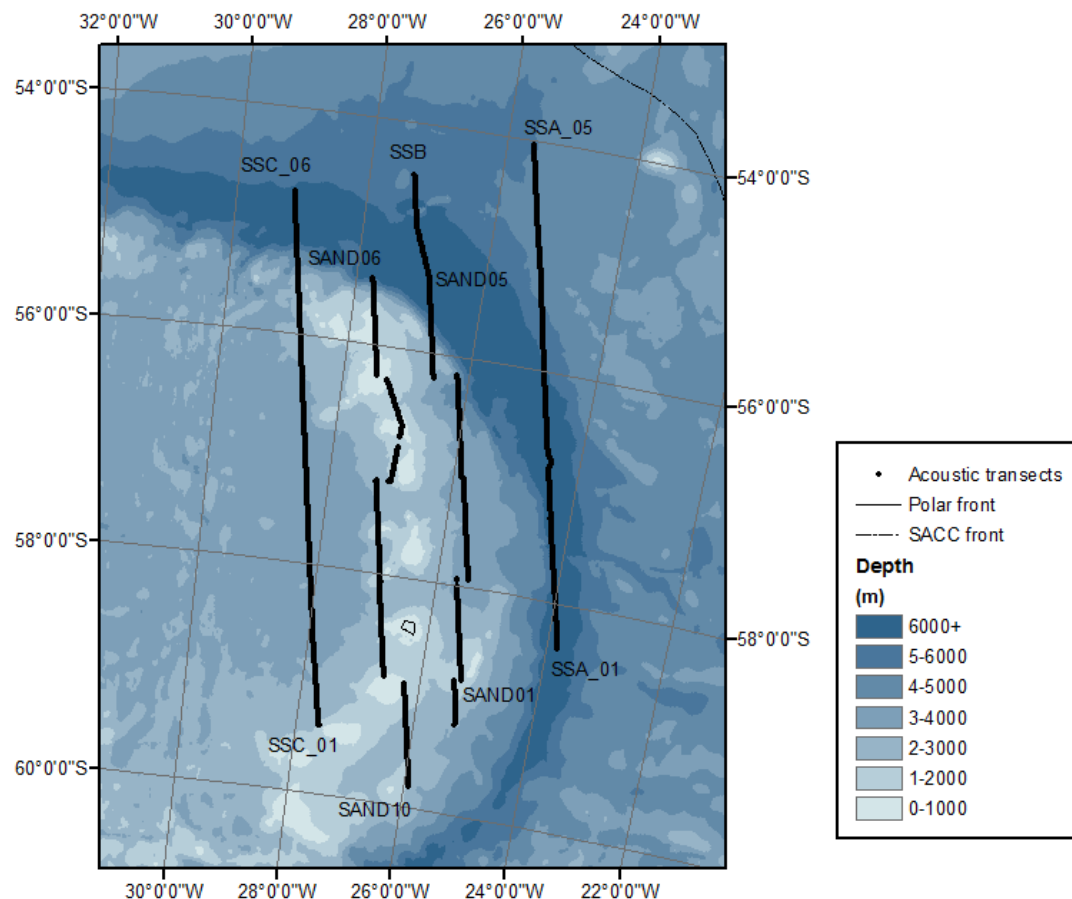 32°0'0"W 30°0'0"W 28°0'0"W 26°0'0"W 24°0'0"W
54°0'0"S
SSA_05
SSB
SSC_06
54°0'0"S
SAND06
SAND05
56°0'0"S
56°0'0"S
Acoustic transects
Polar front
SACC front
58°0'0"S
Depth
(m)
6000+
58°0'0"S
5-6000
SSA_01
4-5000
SAND01
3-4000
SSC_01
2-3000
60°0'0"S
1-2000
SAND10
0-1000
30°0'0"W 28°0'0"W 26°0'0"W 24°0'0"W 22°0'0"W